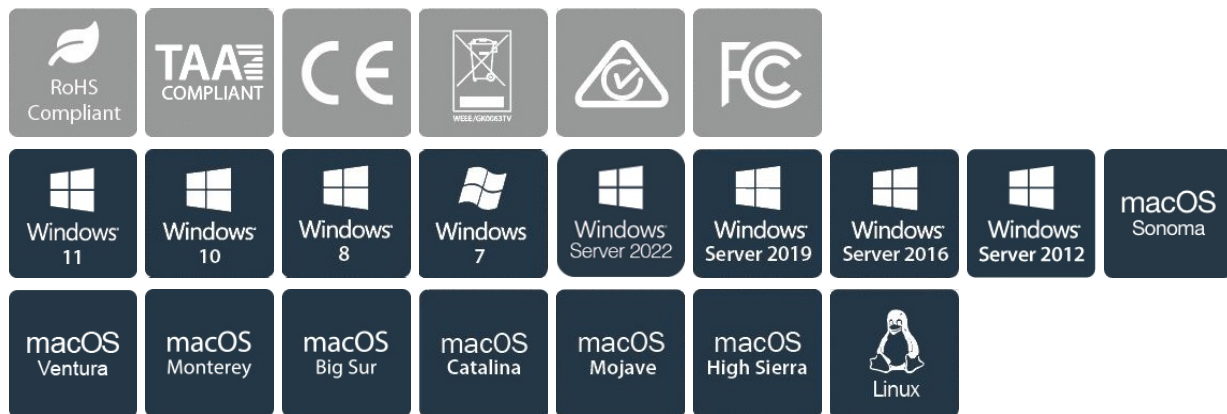 RoHS
Compliant
TAA
COMPLIANT
CE
WEEE/GK0063TV
FC
Windows
11
Windows
10
Windows
8
Windows
7
Windows
Server 2022
Windows
Server 2019
Windows
Server 2016
Windows
Server 2012
macOS
Sonoma
macOS
Ventura
macOS
Monterey
macOS
Big Sur
macOS
Catalina
macOS
Mojave
macOS
High Sierra
Linux